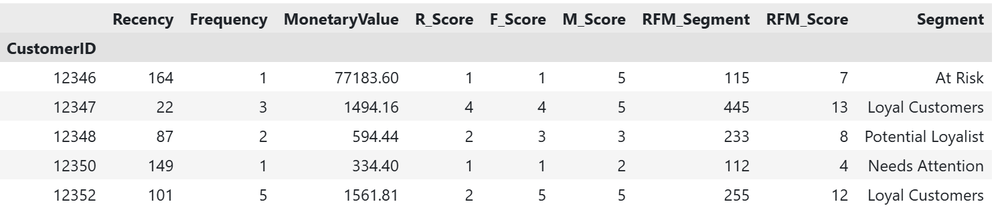 Recency Frequency MonetaryValue R_Score F_Score M_Score RFM_Segment RFM_Score Segment
CustomerID
12346 164 1 77183.60 1 1 5 115 7 At Risk
12347 22 3 1494.16 4 4 5 445 13 Loyal Customers
12348 87 2 594.44 2 3 3 233 8 Potential Loyalist
12350 149 1 334.40 1 1 2 112 4 Needs Attention
12352 101 5 1561.81 2 5 5 255 12 Loyal Customers